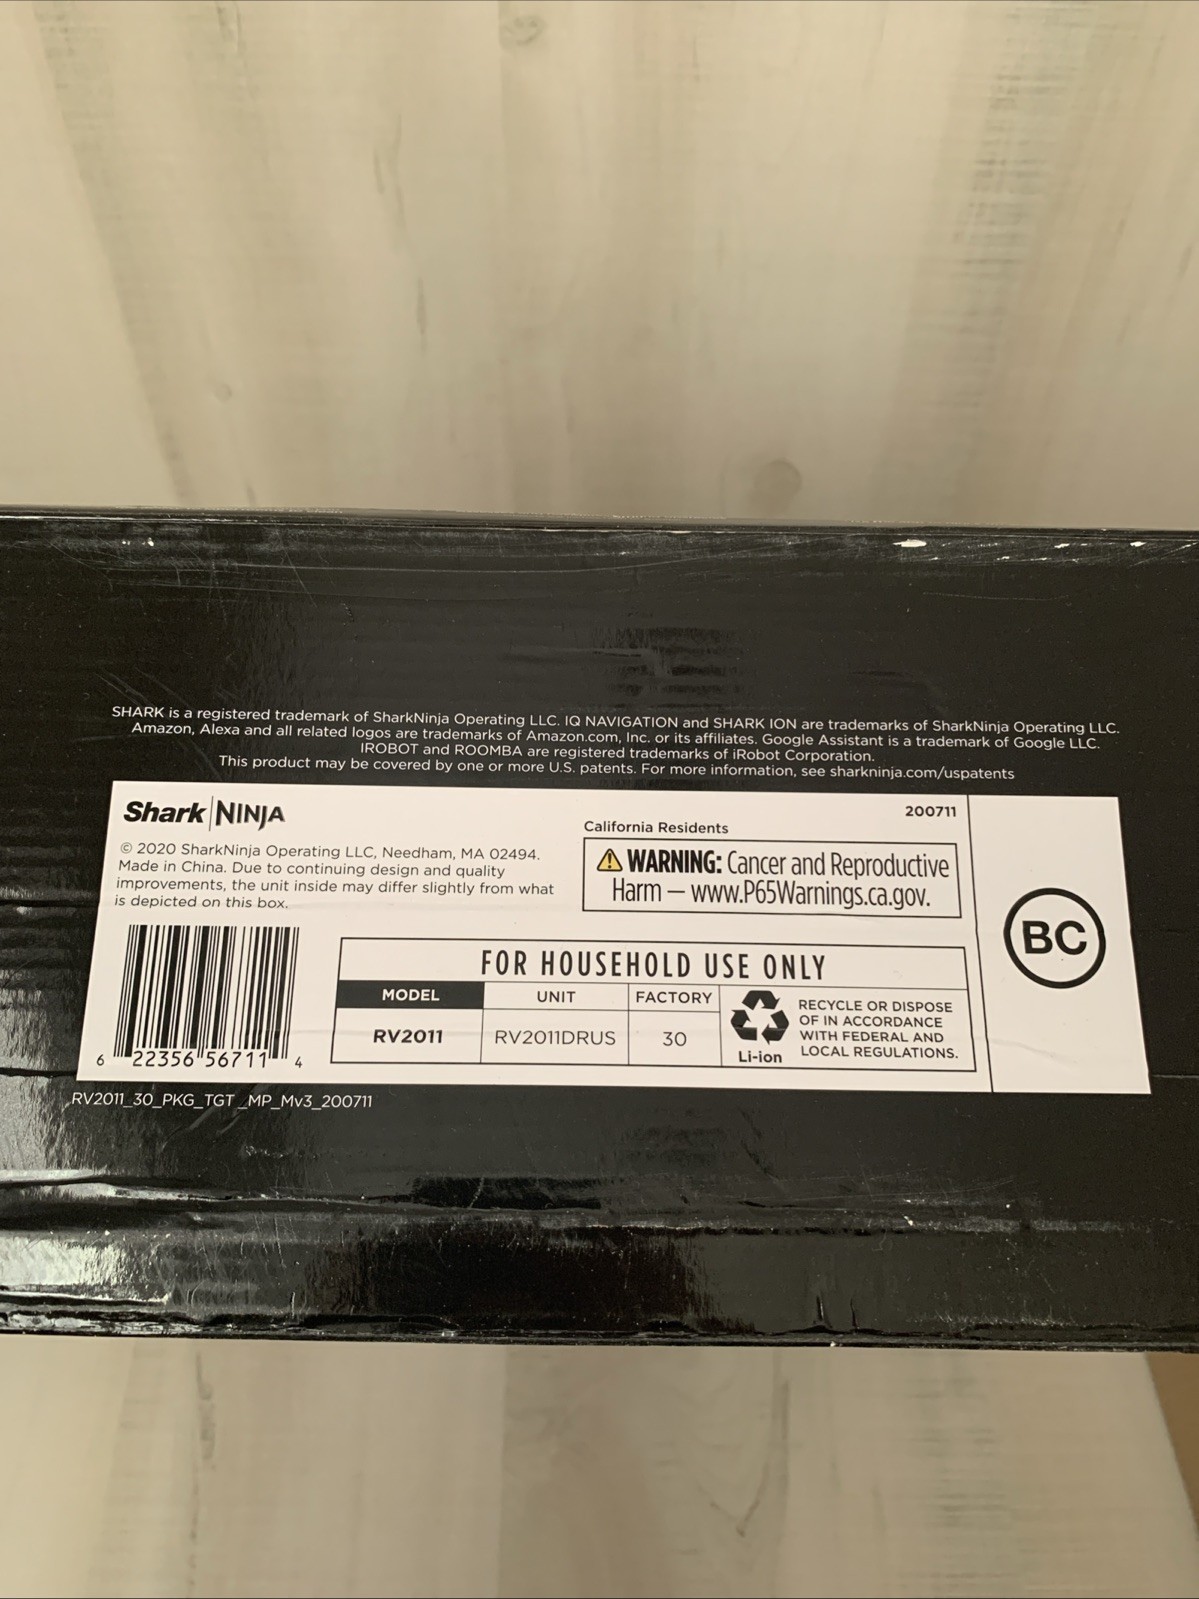 SHARK is a registered trademark of SharkNinja Operating LLC. IQ NAVIGATION and SHARK ION are trademarks of SharkNinja Operating LLC.
Amazon, Alexa and all related logos are trademarks of Amazon.com, Inc. or its affiliates. Google Assistant is a trademark of Google LLC.
IROBOT and ROOMBA are registered trademarks of iRobot Corporation.
This product may be covered by one or more U.S. patents. For more information, see sharkninja.com/uspatents
Shark NINJA
© 2020 SharkNinja Operating LLC, Needham, MA 02494.
Made in China. Due to continuing design and quality
improvements, the unit inside may differ slightly from what
is depicted on this box.
200711
California Residents
WARNING: Cancer and Reproductive
Harm — www.P65Warnings.ca.gov.
BC
6 22356 56711 4
FOR HOUSEHOLD USE ONLY
MODEL UNIT FACTORY
RV2011 RV2011DRUS 30
Li-ion
RECYCLE OR DISPOSE
OF IN ACCORDANCE
WITH FEDERAL AND
LOCAL REGULATIONS.
RV2011_30_PKG_TGT_MP_Mv3_200711